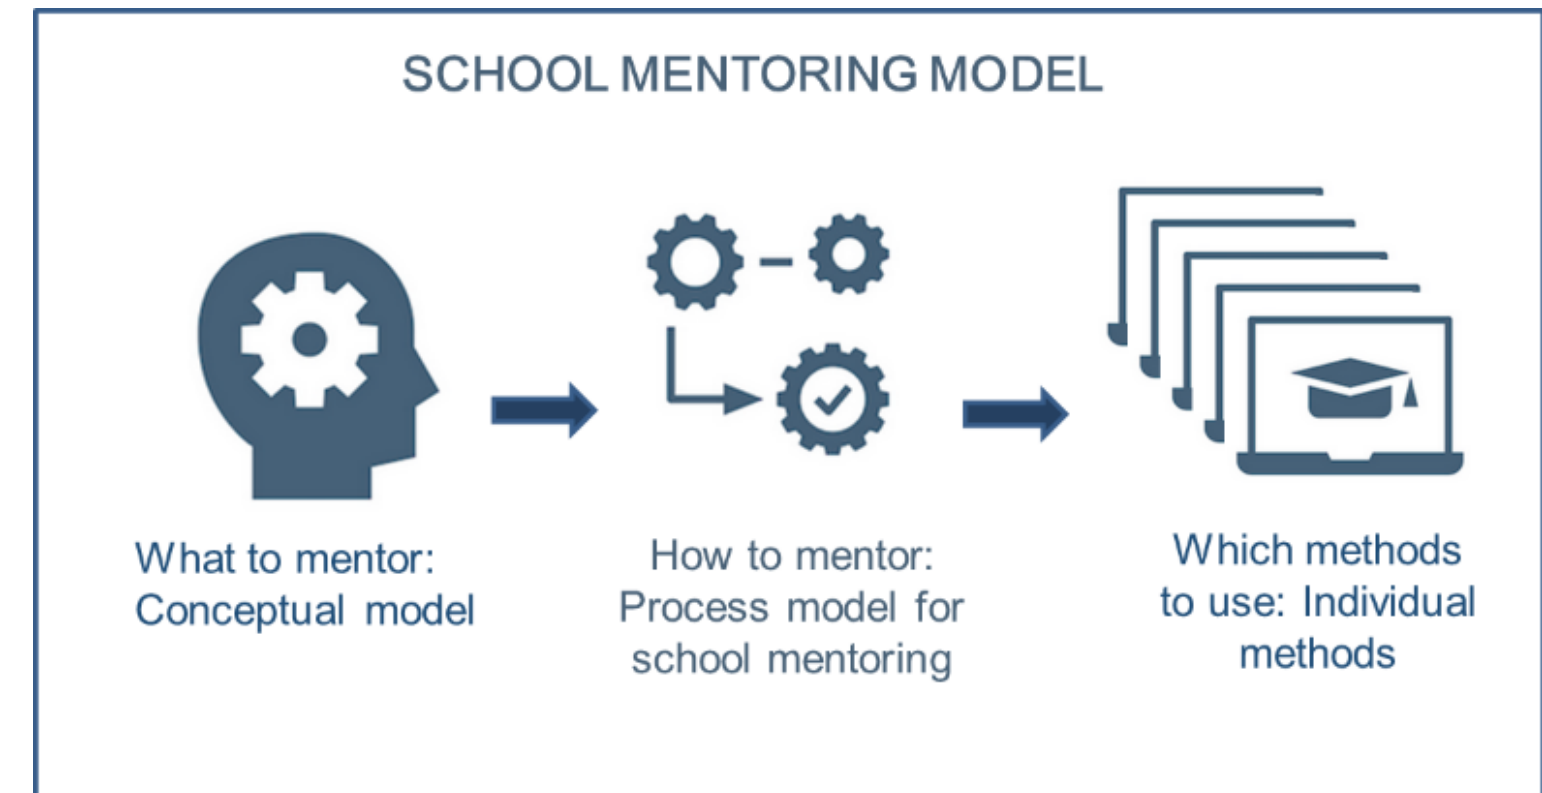 SCHOOL MENTORING MODEL
What to mentor:
Conceptual model
How to mentor:
Process model for
school mentoring
Which methods
to use: Individual
methods